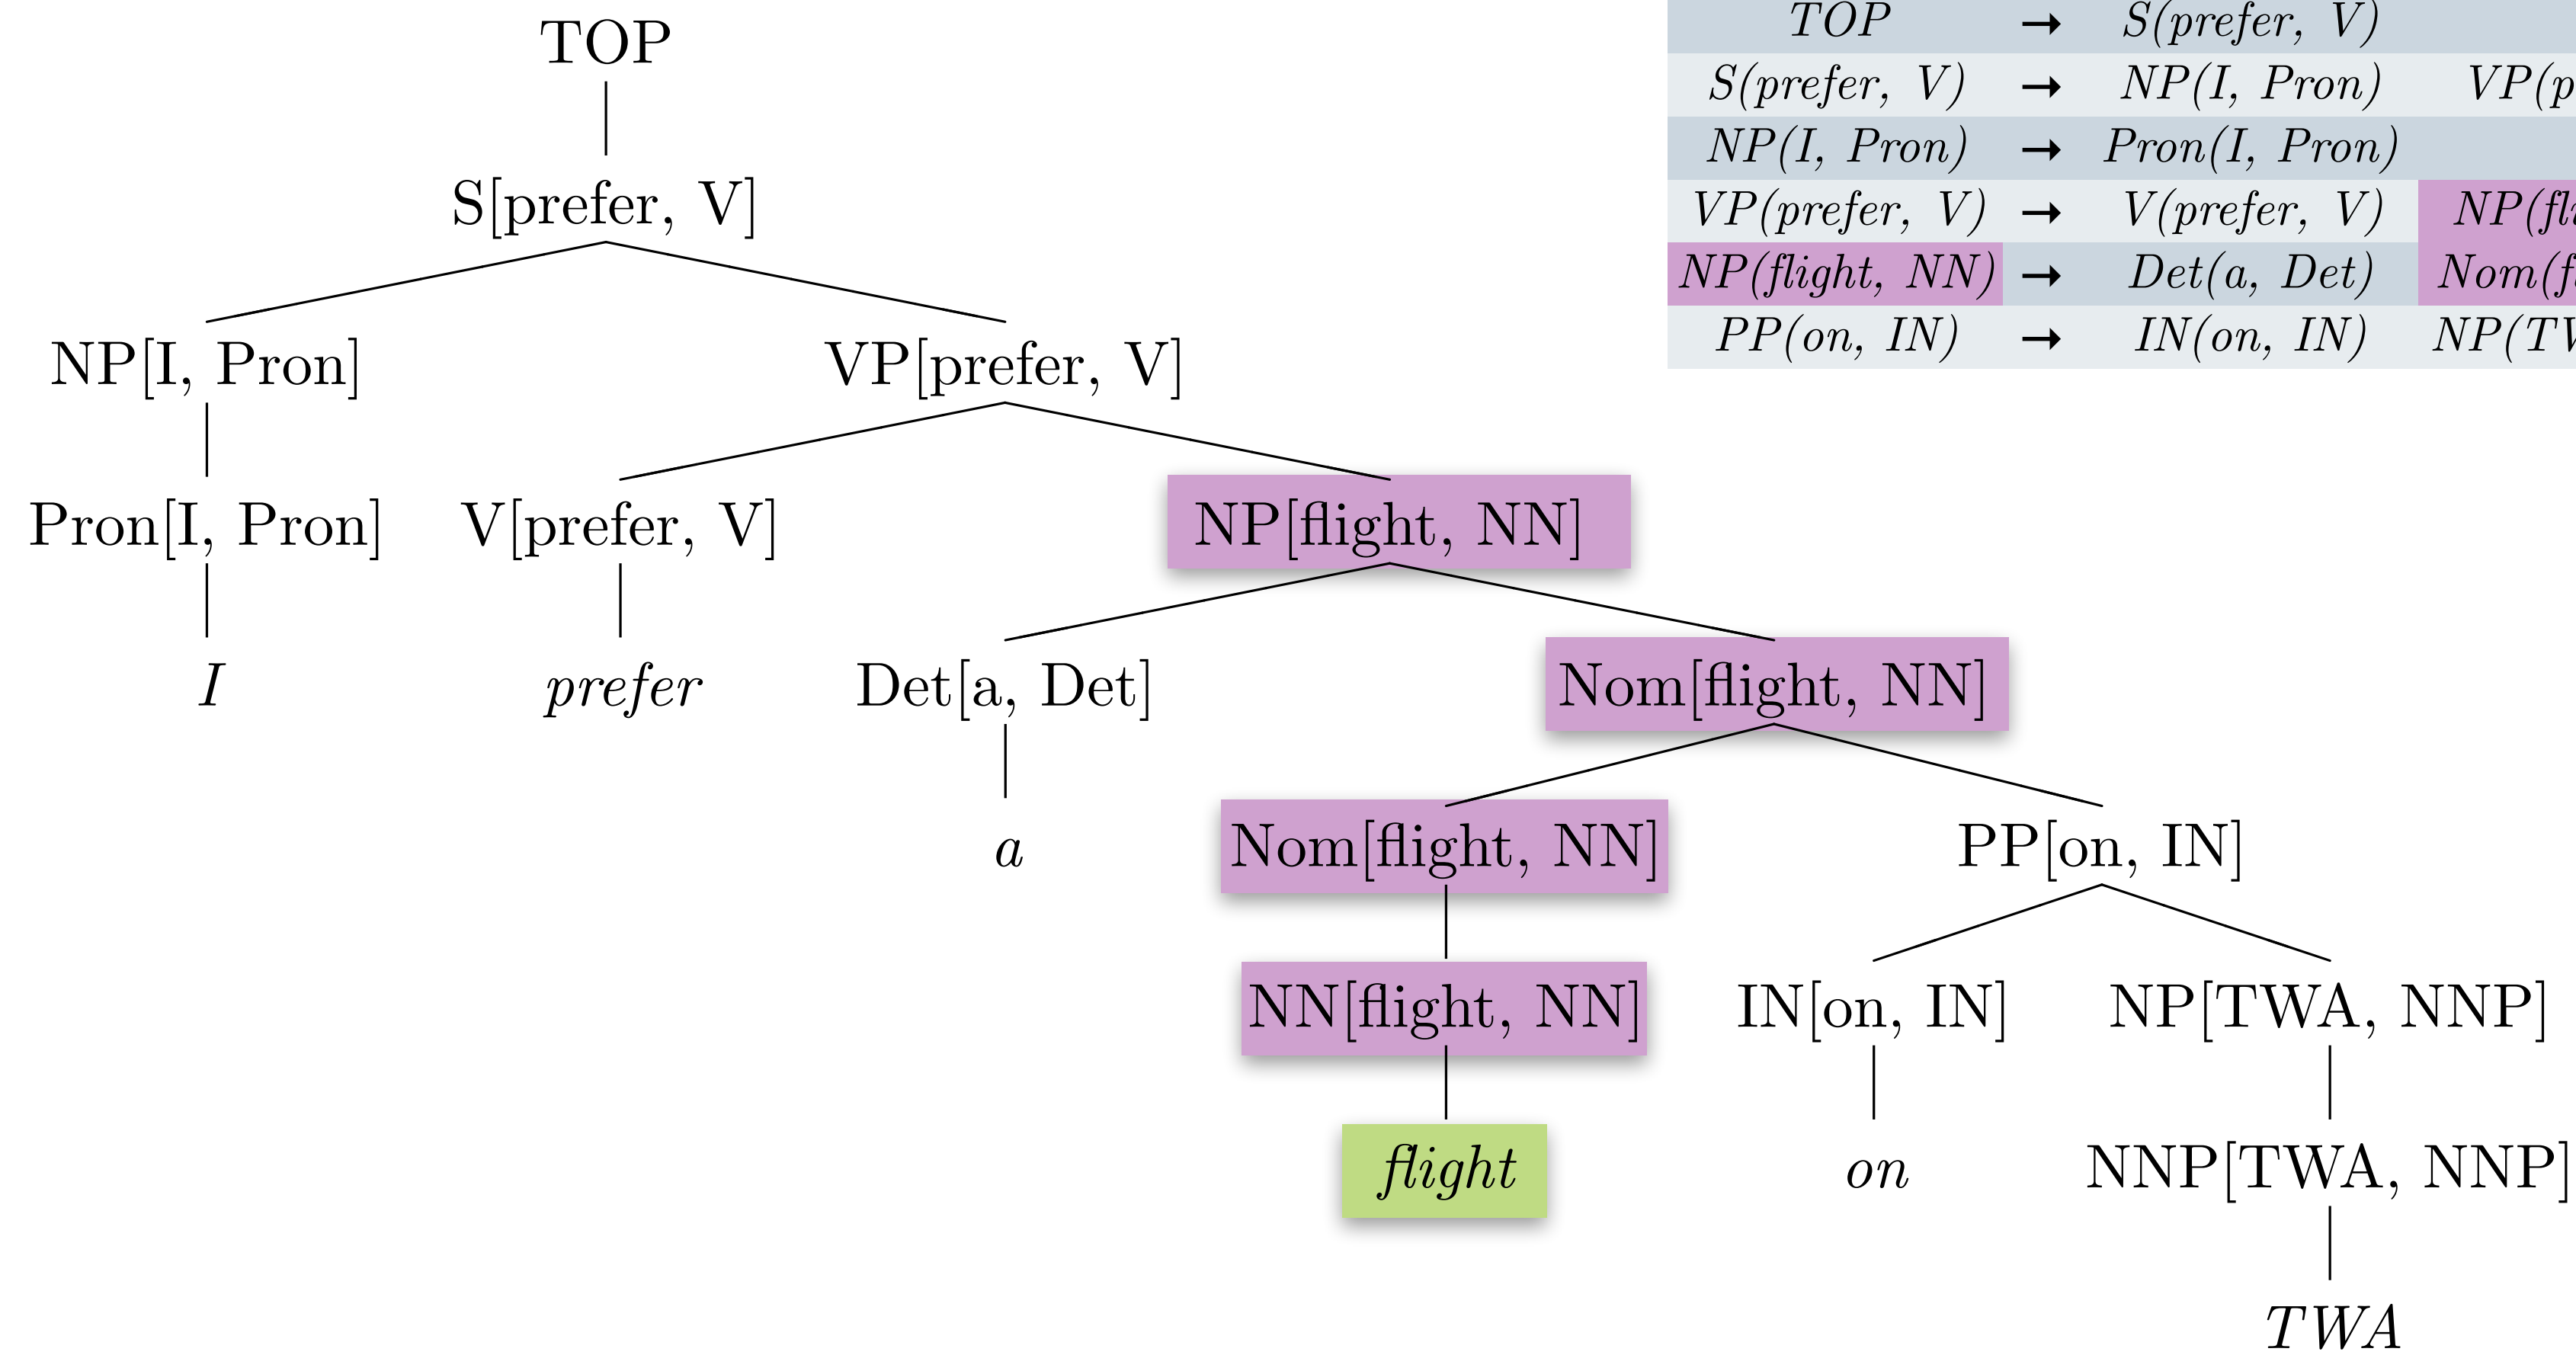 TOP
S[prefer, V]
NP[I, Pron] VP[prefer, V]
Pron[I, Pron] V[prefer, V] NP[flight, NN]
I prefer Det[a, Det] Nom[flight, NN]
a Nom[flight, NN] PP[on, IN]
NN[flight, NN] IN[on, IN] NP[TWA, NNP]
flight on NNP[TWA, NNP]
TWA
TOP → S(prefer, V)
S(prefer, V) → NP(I, Pron)
NP(I, Pron) → Pron(I, Pron)
VP(prefer, V) → V(prefer, V)
NP(flight, NN) → Det(a, Det)
PP(on, IN) → IN(on, IN)